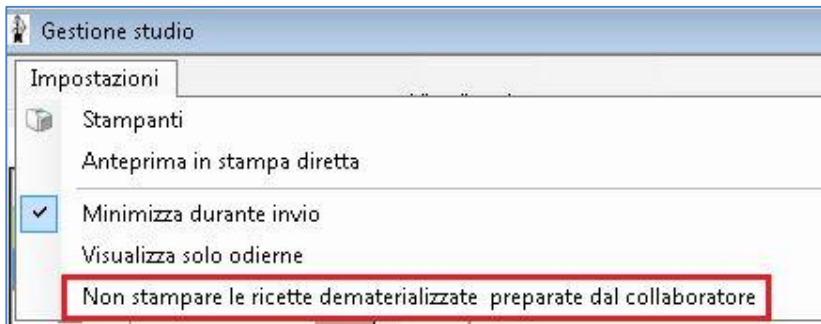 Gestione studio
Impostazioni
Stampanti
Anteprima in stampa diretta
Minimizza durante invio
Visualizza solo odierne
Non stampare le ricette dematerializzate preparate dal collaboratore